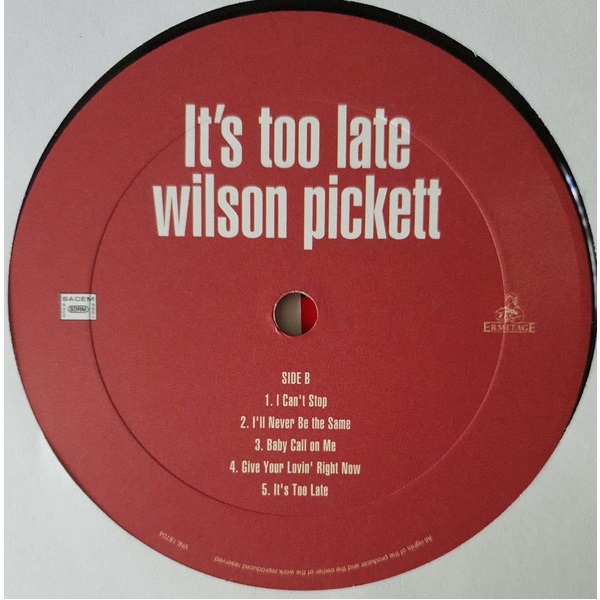 It's too late
wilson pickett
SACEM
SDRM
ERMITAGE
SIDE B
1. I Can't Stop
2. I'll Never Be the Same
3. Baby Call on Me
4. Give Your Lovin' Right Now
5. It's Too Late
All rights of the producer and the owner of the work reproduced reserved